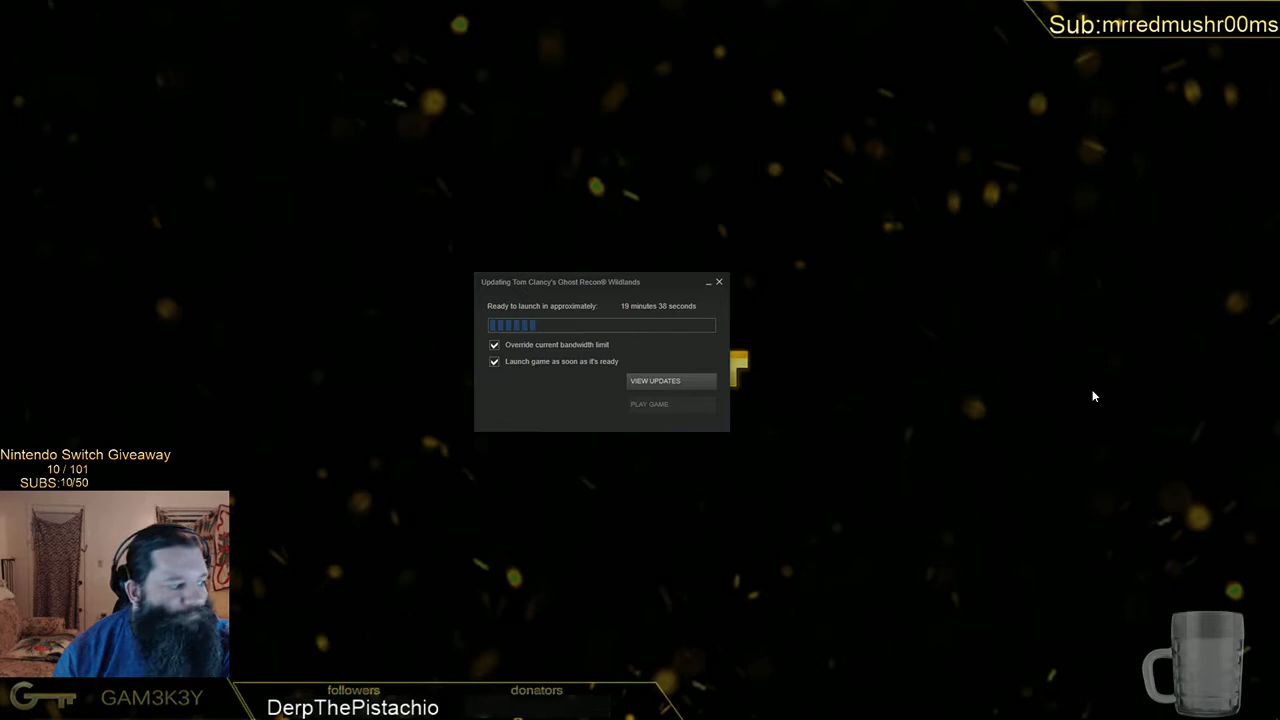 Sub:mrredmushr00ms
Updating Tom Clancy's Ghost Recon® Wildlands
Ready to launch in approximately: 19 minutes 38 seconds
Override current bandwidth limit
Launch game as soon as it's ready
VIEW UPDATES
PLAY GAME
Nintendo Switch Giveaway
10 / 101
SUBS:10/50
GAM3K3Y
followers donators
DerpThePistachio